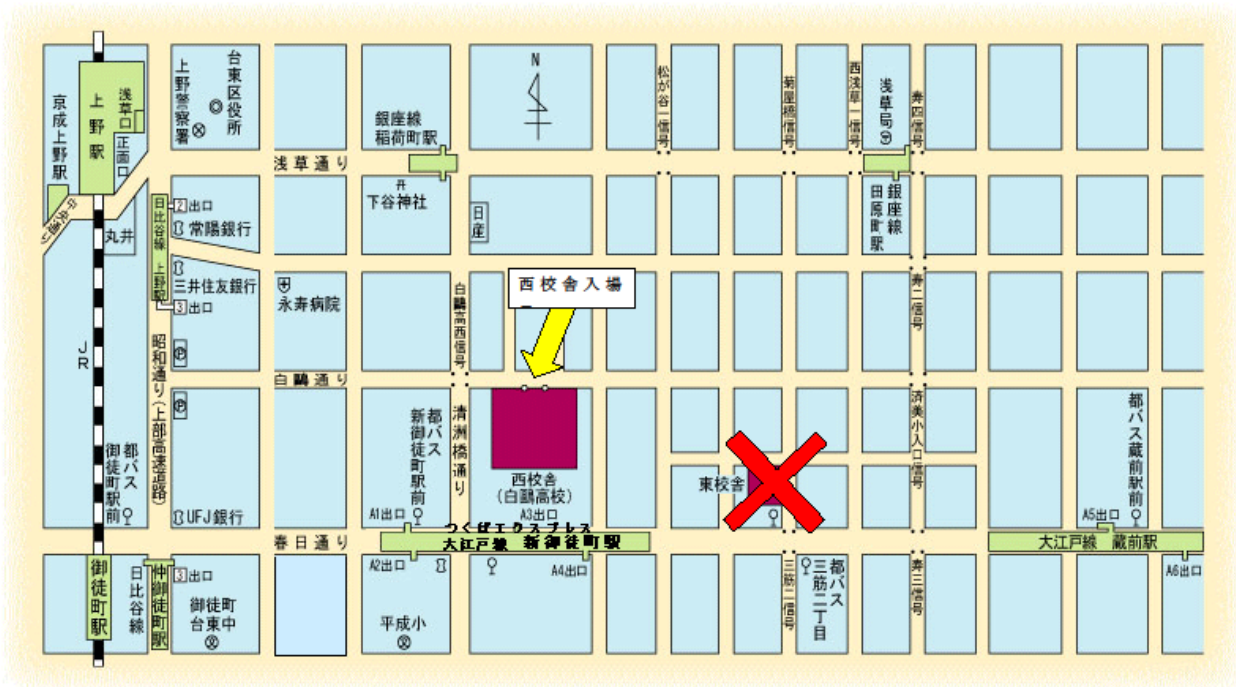 上野駅
浅草口
正面口
京成上野駅
上野警察署
台東区役所
銀座線
稲荷町駅
N
松が谷一信号
菊屋橋信号
西浅草一信号
浅草局
寿四信号
浅草通り
中央通り
丸井
日比谷線 上野駅
2出口
常陽銀行
下谷神社
日産
銀座線
田原町駅
三井住友銀行
3出口
永寿病院
白鷗高西信号
西校舎入場
寿二信号
JR
昭和通り(上部高速道路)
白鷗通り
都バス
御徒町駅前
都バス
新御徒町駅前
清洲橋通り
西校舎
(白鷗高校)
東校舎
済美小入口信号
都バス蔵前駅前
UFJ銀行
A1出口
A3出口
A5出口
春日通り
つくばエクスプレス
大江戸線 新御徒町駅
大江戸線 蔵前駅
御徒町駅
日比谷線
仲御徒町駅
3出口
御徒町
台東中
A2出口
A4出口
平成小
三筋二信号
都バス
三筋二丁目
寿三信号
A6出口